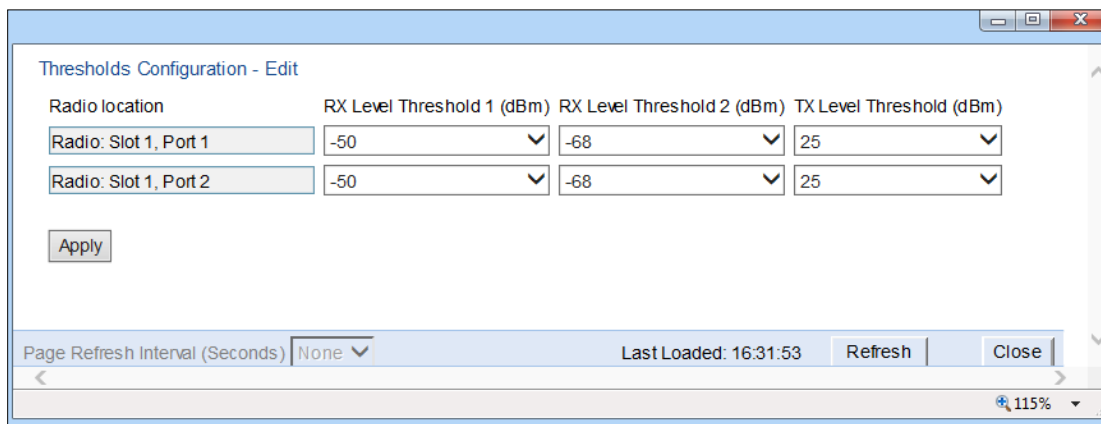 Thresholds Configuration - Edit
Radio location RX Level Threshold 1 (dBm) RX Level Threshold 2 (dBm) TX Level Threshold (dBm)
Radio: Slot 1, Port 1 -50 -68 25
Radio: Slot 1, Port 2 -50 -68 25
Apply
Page Refresh Interval (Seconds) None Last Loaded: 16:31:53 Refresh Close
115%